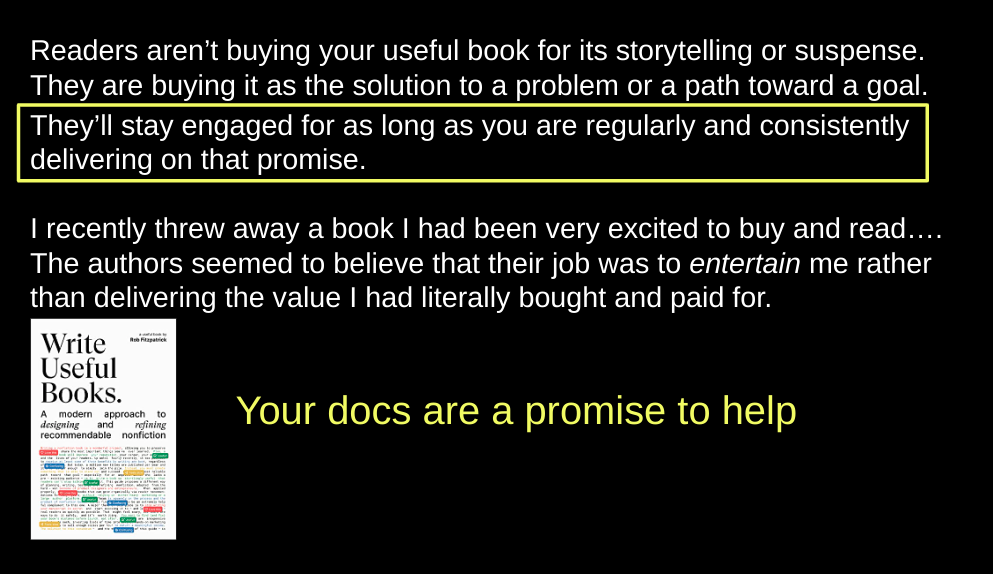 Readers aren’t buying your useful book for its storytelling or suspense.
They are buying it as the solution to a problem or a path toward a goal.
They’ll stay engaged for as long as you are regularly and consistently
delivering on that promise.
I recently threw away a book I had been very excited to buy and read….
The authors seemed to believe that their job was to entertain me rather
than delivering the value I had literally bought and paid for.
a useful book by
Rob Fitzpatrick
Write
Useful
Books.
A modern approach to
designing and refining
recommendable nonfiction
Your docs are a promise to help